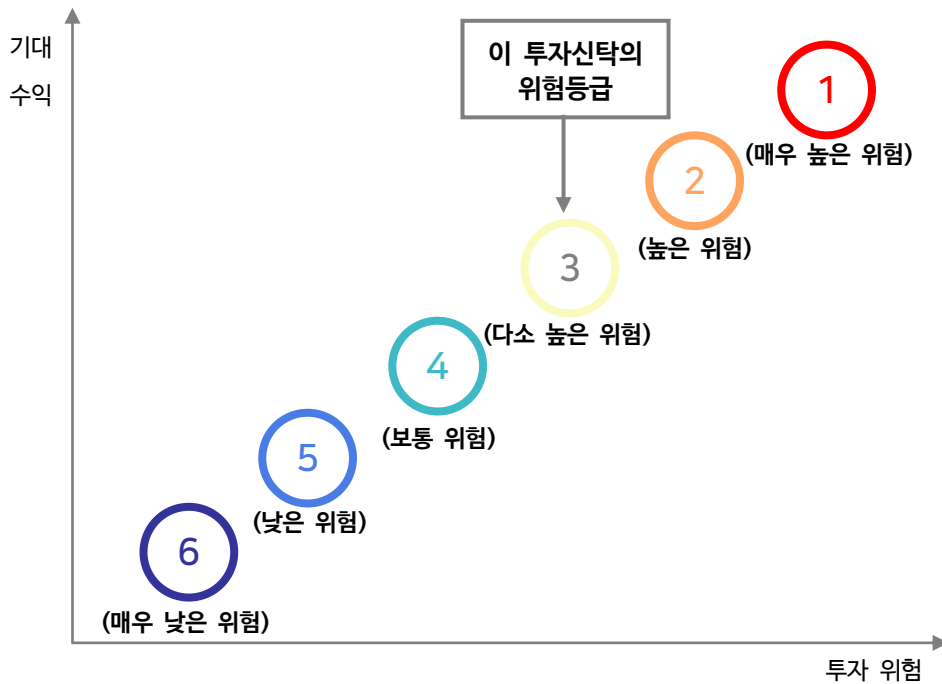 기대
수익
이 투자신탁의
위험등급
1
(매우 높은 위험)
2
(높은 위험)
3
(다소 높은 위험)
4
(보통 위험)
5
(낮은 위험)
6
(매우 낮은 위험)
투자 위험